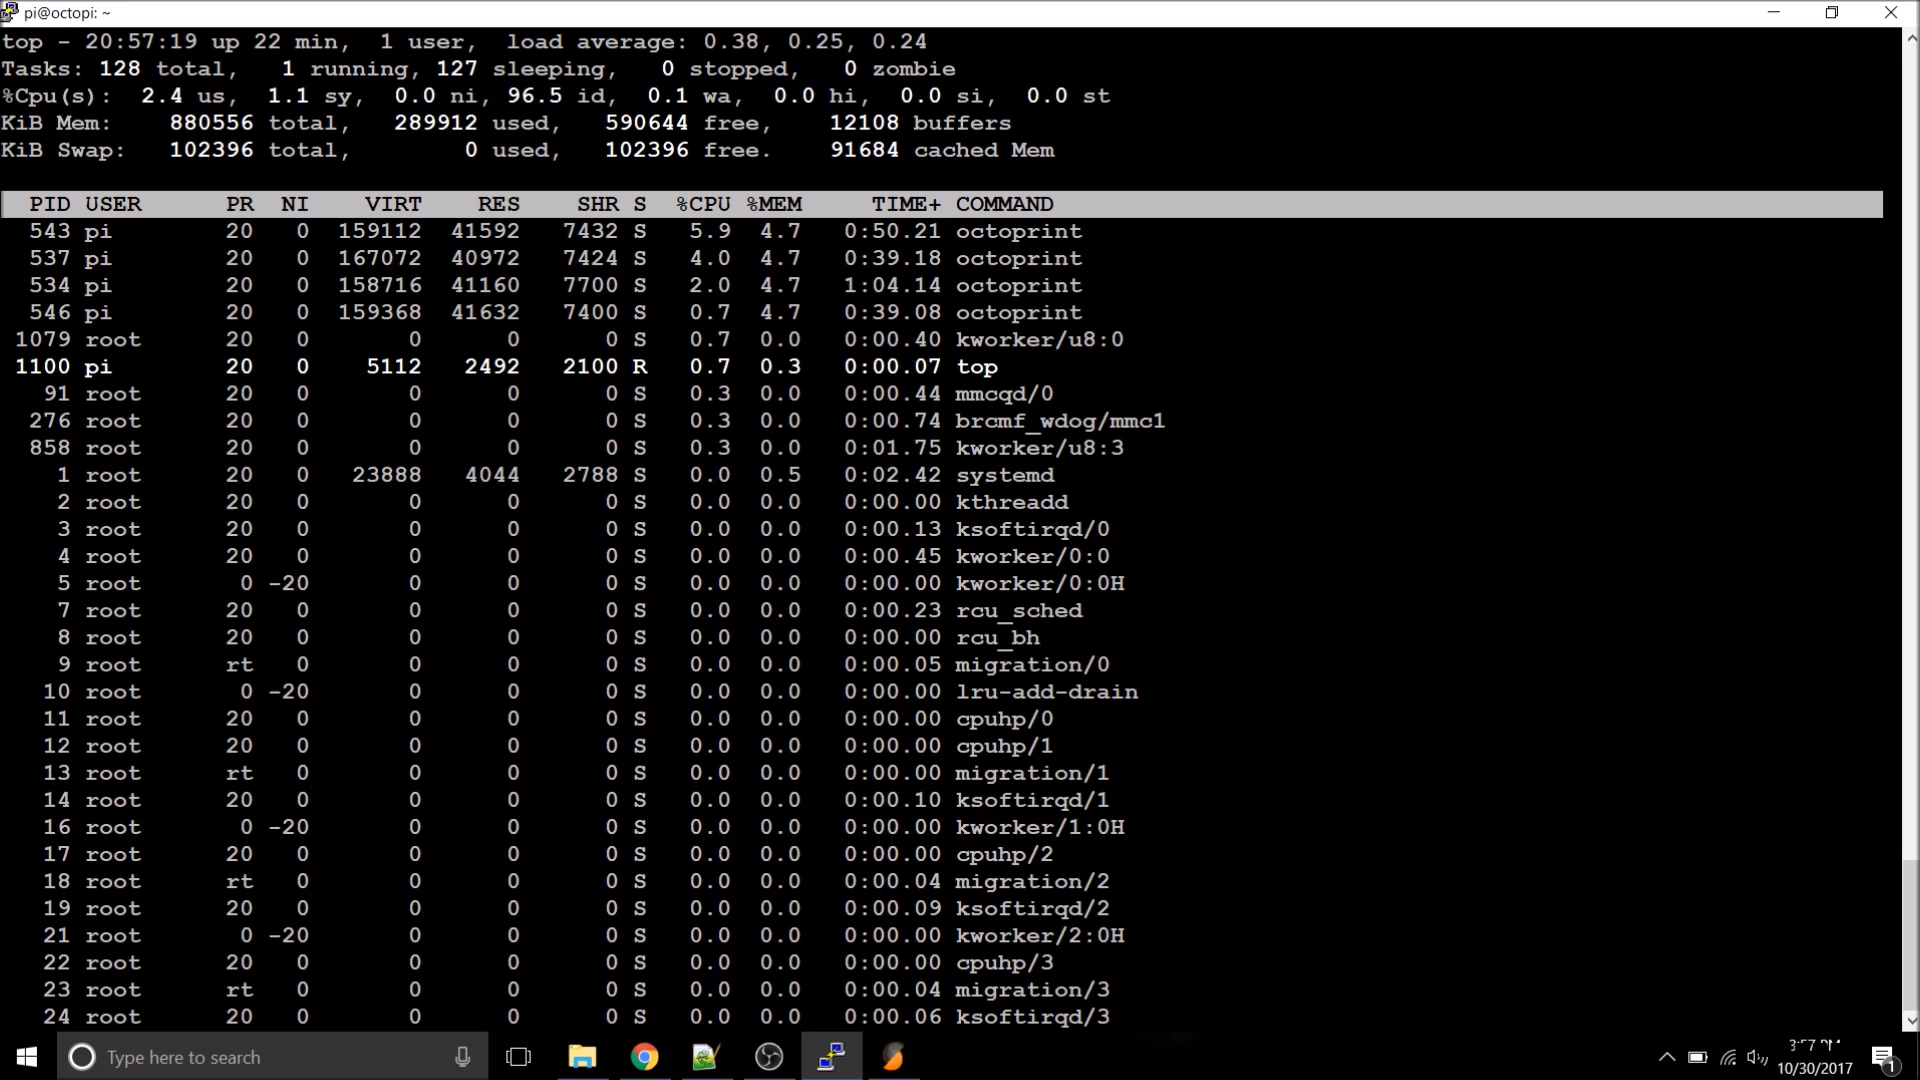 pi@octopi: ~
top - 20:57:19 up 22 min,  1 user,  load average: 0.38, 0.25, 0.24
Tasks: 128 total,   1 running, 127 sleeping,   0 stopped,   0 zombie
%Cpu(s):  2.4 us,  1.1 sy,  0.0 ni, 96.5 id,  0.1 wa,  0.0 hi,  0.0 si,  0.0 st
KiB Mem:    880556 total,   289912 used,   590644 free,    12108 buffers
KiB Swap:   102396 total,        0 used,   102396 free.    91684 cached Mem
PID USER      PR  NI    VIRT    RES    SHR S  %CPU %MEM     TIME+ COMMAND
543 pi        20   0  159112  41592   7432 S   5.9  4.7   0:50.21 octoprint
537 pi        20   0  167072  40972   7424 S   4.0  4.7   0:39.18 octoprint
534 pi        20   0  158716  41160   7700 S   2.0  4.7   1:04.14 octoprint
546 pi        20   0  159368  41632   7400 S   0.7  4.7   0:39.08 octoprint
1079 root      20   0       0      0      0 S   0.7  0.0   0:00.40 kworker/u8:0
1100 pi        20   0    5112   2492   2100 R   0.7  0.3   0:00.07 top
91 root      20   0       0      0      0 S   0.3  0.0   0:00.44 mmcqd/0
276 root      20   0       0      0      0 S   0.3  0.0   0:00.74 brcmf_wdog/mmc1
858 root      20   0       0      0      0 S   0.3  0.0   0:01.75 kworker/u8:3
1 root      20   0   23888   4044   2788 S   0.0  0.5   0:02.42 systemd
2 root      20   0       0      0      0 S   0.0  0.0   0:00.00 kthreadd
3 root      20   0       0      0      0 S   0.0  0.0   0:00.13 ksoftirqd/0
4 root      20   0       0      0      0 S   0.0  0.0   0:00.45 kworker/0:0
5 root       0 -20       0      0      0 S   0.0  0.0   0:00.00 kworker/0:0H
7 root      20   0       0      0      0 S   0.0  0.0   0:00.23 rcu_sched
8 root      20   0       0      0      0 S   0.0  0.0   0:00.00 rcu_bh
9 root      rt   0       0      0      0 S   0.0  0.0   0:00.05 migration/0
10 root       0 -20       0      0      0 S   0.0  0.0   0:00.00 lru-add-drain
11 root      20   0       0      0      0 S   0.0  0.0   0:00.00 cpuhp/0
12 root      20   0       0      0      0 S   0.0  0.0   0:00.00 cpuhp/1
13 root      rt   0       0      0      0 S   0.0  0.0   0:00.00 migration/1
14 root      20   0       0      0      0 S   0.0  0.0   0:00.10 ksoftirqd/1
16 root       0 -20       0      0      0 S   0.0  0.0   0:00.00 kworker/1:0H
17 root      20   0       0      0      0 S   0.0  0.0   0:00.00 cpuhp/2
18 root      rt   0       0      0      0 S   0.0  0.0   0:00.04 migration/2
19 root      20   0       0      0      0 S   0.0  0.0   0:00.09 ksoftirqd/2
21 root       0 -20       0      0      0 S   0.0  0.0   0:00.00 kworker/2:0H
22 root      20   0       0      0      0 S   0.0  0.0   0:00.00 cpuhp/3
23 root      rt   0       0      0      0 S   0.0  0.0   0:00.04 migration/3
24 root      20   0       0      0      0 S   0.0  0.0   0:00.06 ksoftirqd/3
Type here to search
3:57 PM
10/30/2017
1